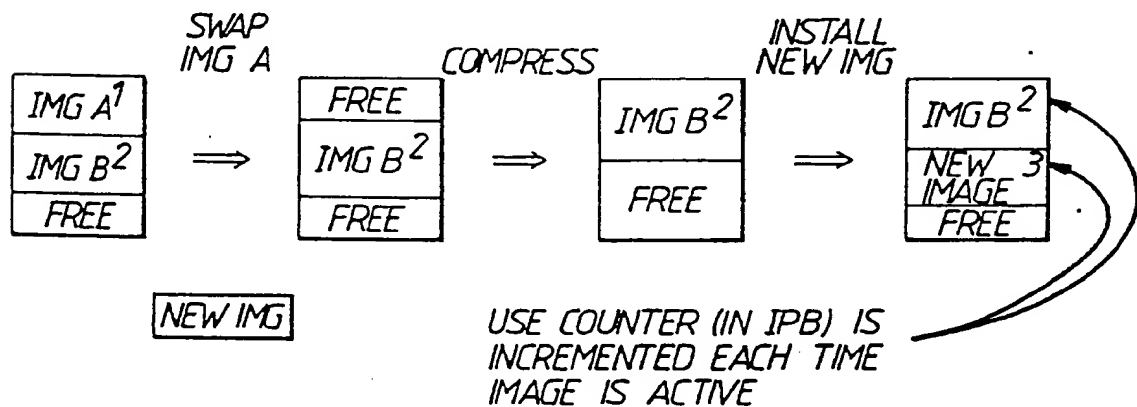 SWAP
IMG A
COMPRESS
INSTALL
NEW IMG
IMG A¹
IMG B²
FREE
FREE
IMG B²
FREE
IMG B²
FREE
IMG B²
NEW 3
IMAGE
FREE
NEW IMG
USE COUNTER (IN IPB) IS
INCREMENTED EACH TIME
IMAGE IS ACTIVE